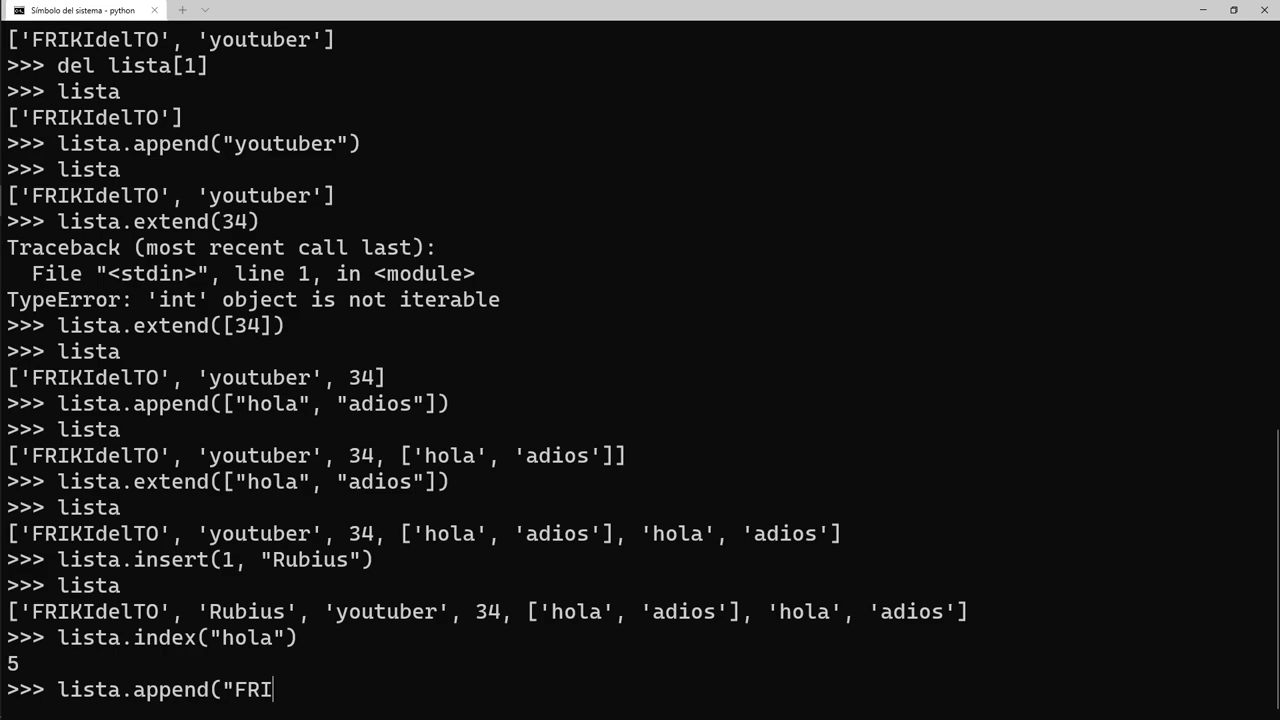 Símbolo del sistema - python
['FRIKIdelTO', 'youtuber']
>>> del lista[1]
>>> lista
['FRIKIdelTO']
>>> lista.append("youtuber")
>>> lista
['FRIKIdelTO', 'youtuber']
>>> lista.extend(34)
Traceback (most recent call last):
  File "<stdin>", line 1, in <module>
TypeError: 'int' object is not iterable
>>> lista.extend([34])
>>> lista
['FRIKIdelTO', 'youtuber', 34]
>>> lista.append(["hola", "adios"])
>>> lista
['FRIKIdelTO', 'youtuber', 34, ['hola', 'adios']]
>>> lista.extend(["hola", "adios"])
>>> lista
['FRIKIdelTO', 'youtuber', 34, ['hola', 'adios'], 'hola', 'adios']
>>> lista.insert(1, "Rubius")
>>> lista
['FRIKIdelTO', 'Rubius', 'youtuber', 34, ['hola', 'adios'], 'hola', 'adios']
>>> lista.index("hola")
5
>>> lista.append("FRI